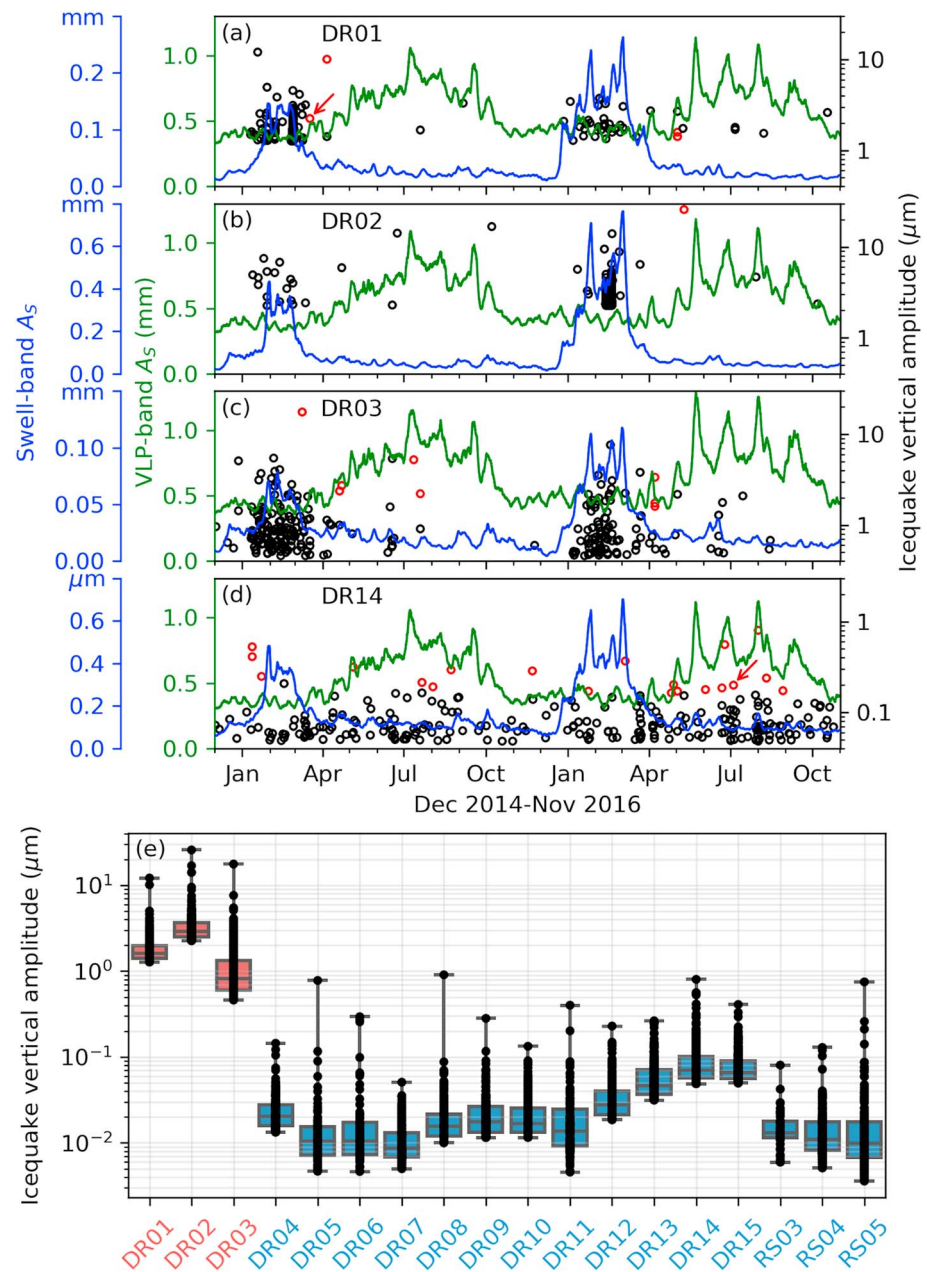 mm
(a)
DR01
0.2
0.1
0.0
1.0
0.5
0.0
10
1
mm
(b)
DR02
0.6
0.4
0.2
0.0
1.0
0.5
0.0
10
1
mm
(c)
DR03
0.10
0.05
0.00
1.0
0.5
0.0
10
1
μm
(d)
DR14
0.6
0.4
0.2
0.0
1.0
0.5
0.0
1
0.1
Swell-band A_S
VLP-band A_S (mm)
Icequake vertical amplitude (μm)
Jan Apr Jul Oct Jan Apr Jul Oct
Dec 2014-Nov 2016
(e)
Icequake vertical amplitude (μm)
10¹
10⁰
10⁻¹
10⁻²
DR01 DR02 DR03 DR04 DR05 DR06 DR07 DR08 DR09 DR10 DR11 DR12 DR13 DR14 DR15 RS03 RS04 RS05